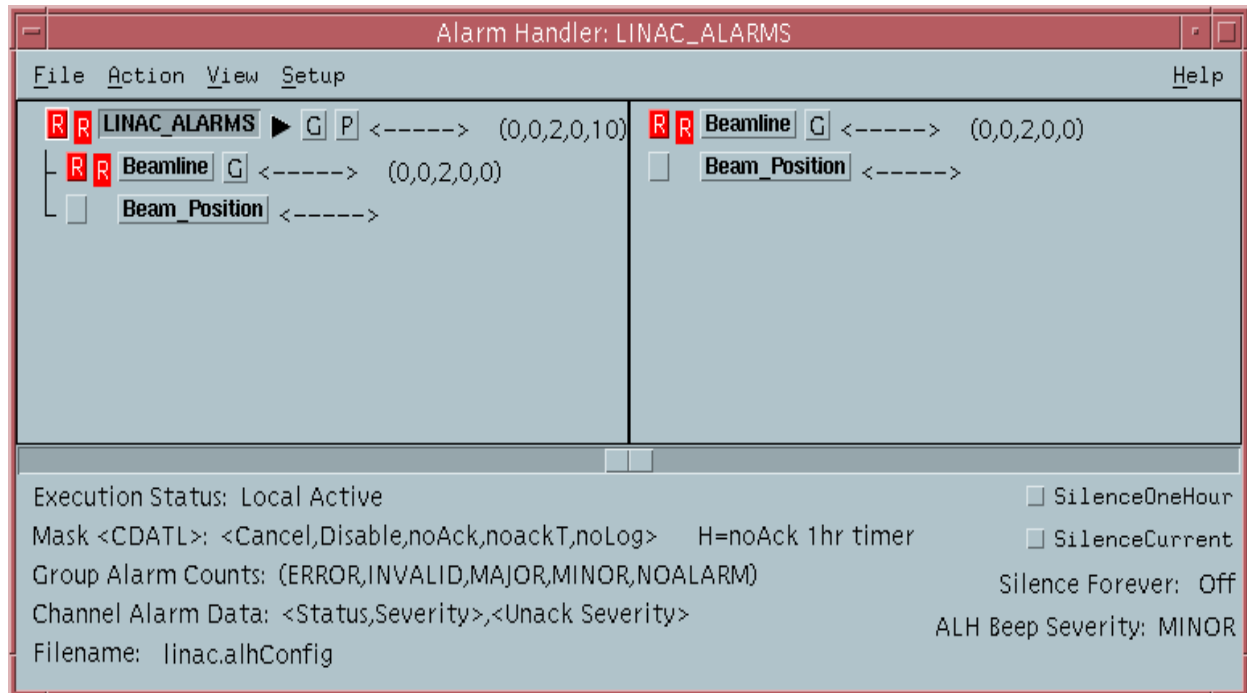 Alarm Handler: LINAC_ALARMS
File Action View Setup Help
R R LINAC_ALARMS ▶ G P <-----> (0,0,2,0,10)
R R Beamline G <-----> (0,0,2,0,0)
Beam_Position <----->
R R Beamline G <-----> (0,0,2,0,0)
Beam_Position <----->
Execution Status: Local Active
Mask <CDATL>: <Cancel,Disable,noAck,noackT,noLog> H=noAck 1hr timer
Group Alarm Counts: (ERROR,INVALID,MAJOR,MINOR,NOALARM)
Channel Alarm Data: <Status,Severity>,<Unack Severity>
Filename: linac.alhConfig
SilenceOneHour
SilenceCurrent
Silence Forever: Off
ALH Beep Severity: MINOR